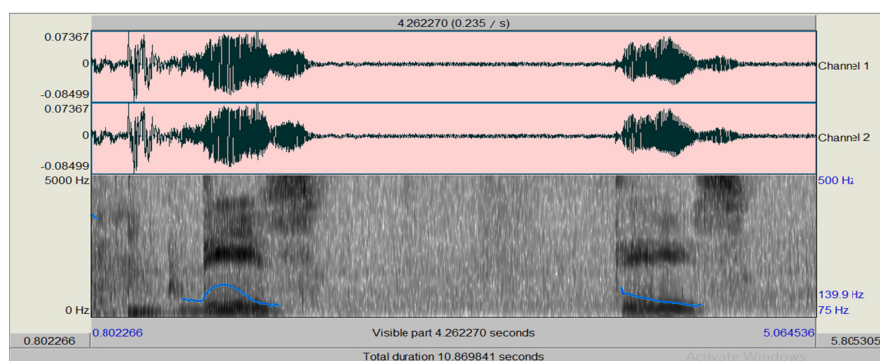 4.262270 (0.235 / s)
0.07367
0
-0.08499
Channel 1
0.07367
0
-0.08499
Channel 2
5000 Hz
500 Hz
139.9 Hz
0 Hz
75 Hz
0.802266
0.802266
Visible part 4.262270 seconds
5.064536
5.805305
Total duration 10.869841 seconds
Activate Windows